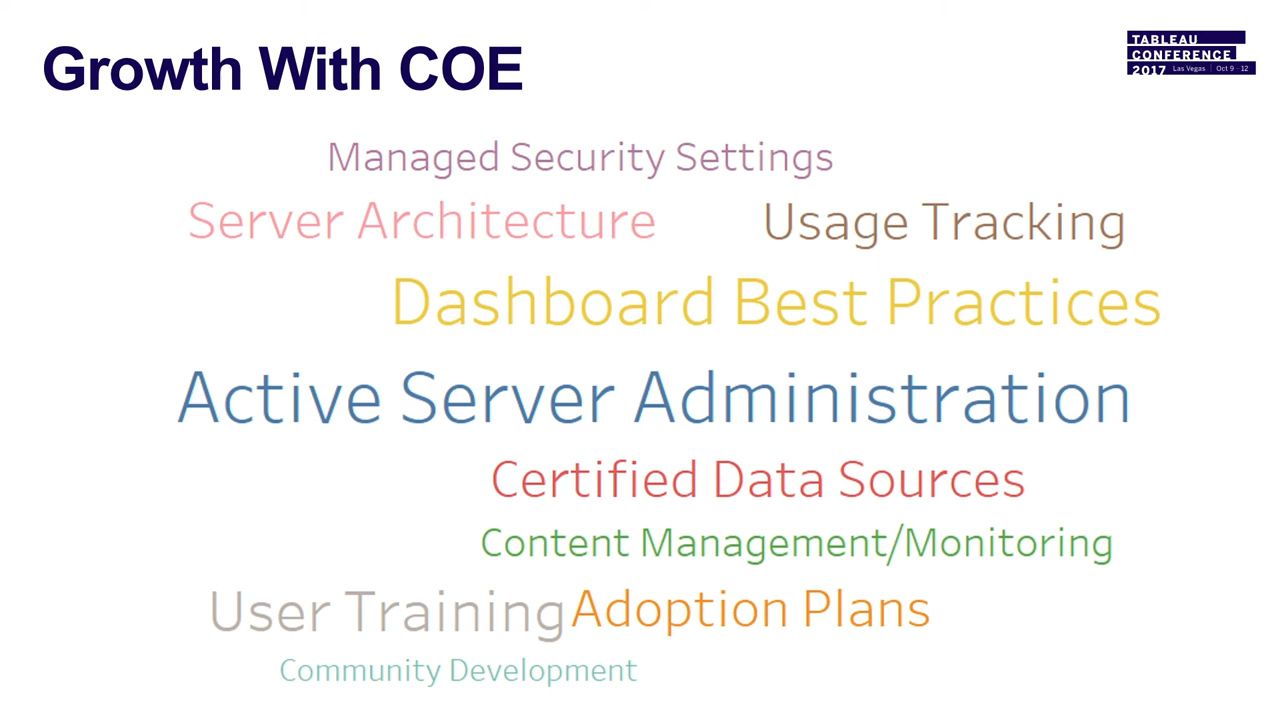 Growth With COE
TABLEAU
CONFERENCE
2017 Las Vegas | Oct 9 - 12
Managed Security Settings
Server Architecture
Usage Tracking
Dashboard Best Practices
Active Server Administration
Certified Data Sources
Content Management/Monitoring
User Training
Adoption Plans
Community Development